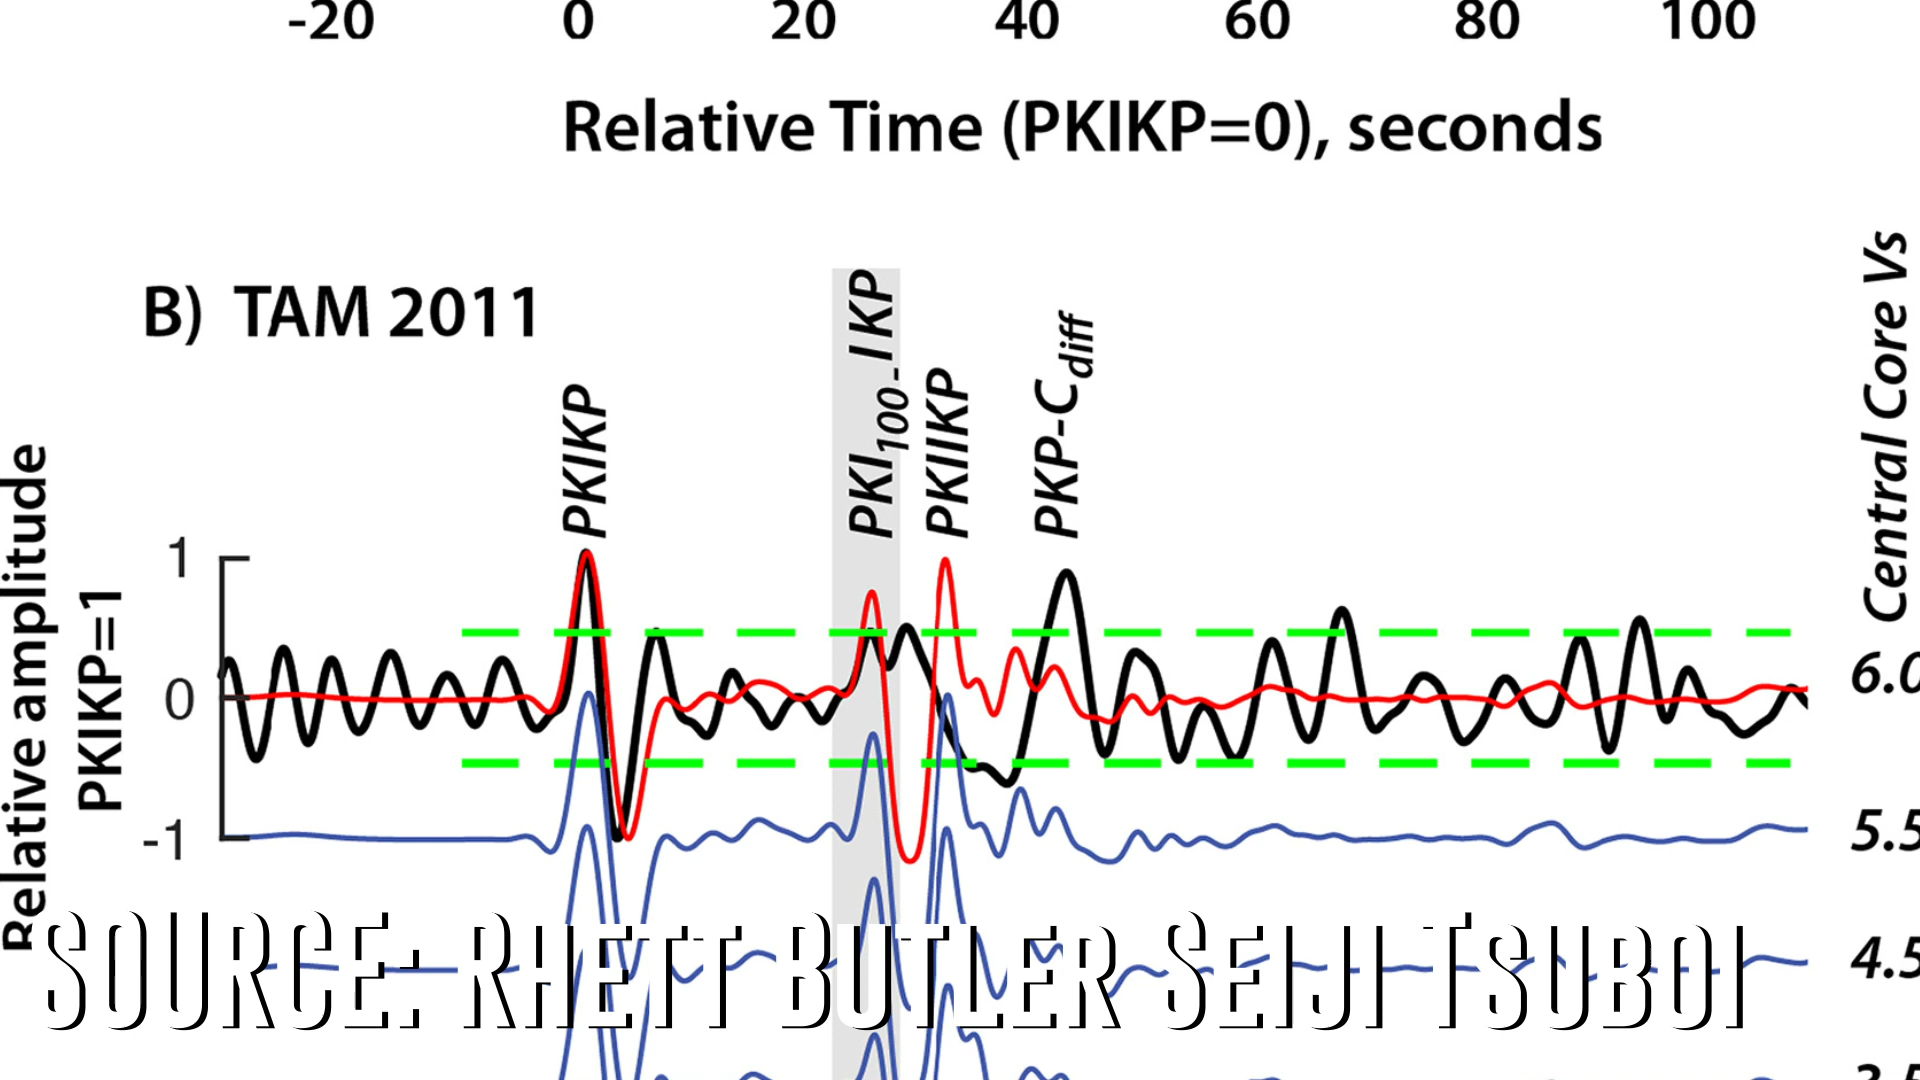 -20 0 20 40 60 80 100
Relative Time (PKIKP=0), seconds
B) TAM 2011
PKIKP
PKI100-IKP
PKIIKP
PKP-Cdiff
Central Core Vs
Relative amplitude
PKIKP=1
1
0
-1
6.0
5.5
4.5
SOURCE: RHETT BUTLER SEIJI TSUBOI